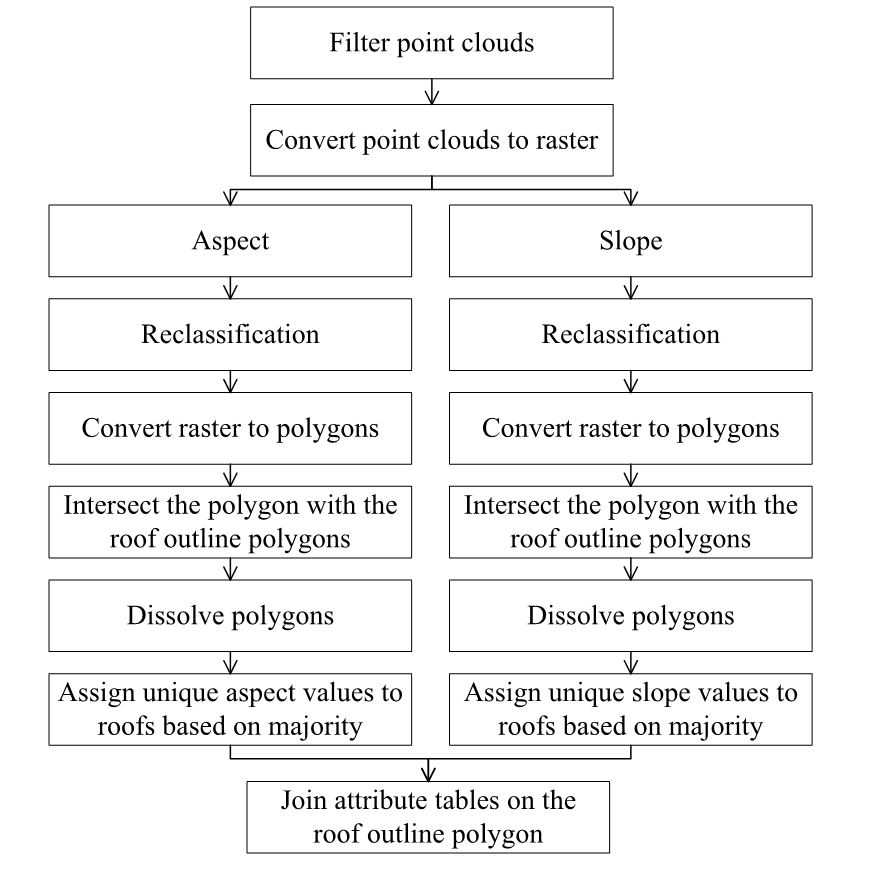 Filter point clouds
Convert point clouds to raster
Aspect
Slope
Reclassification
Reclassification
Convert raster to polygons
Convert raster to polygons
Intersect the polygon with the
roof outline polygons
Intersect the polygon with the
roof outline polygons
Dissolve polygons
Dissolve polygons
Assign unique aspect values to
roofs based on majority
Assign unique slope values to
roofs based on majority
Join attribute tables on the
roof outline polygon